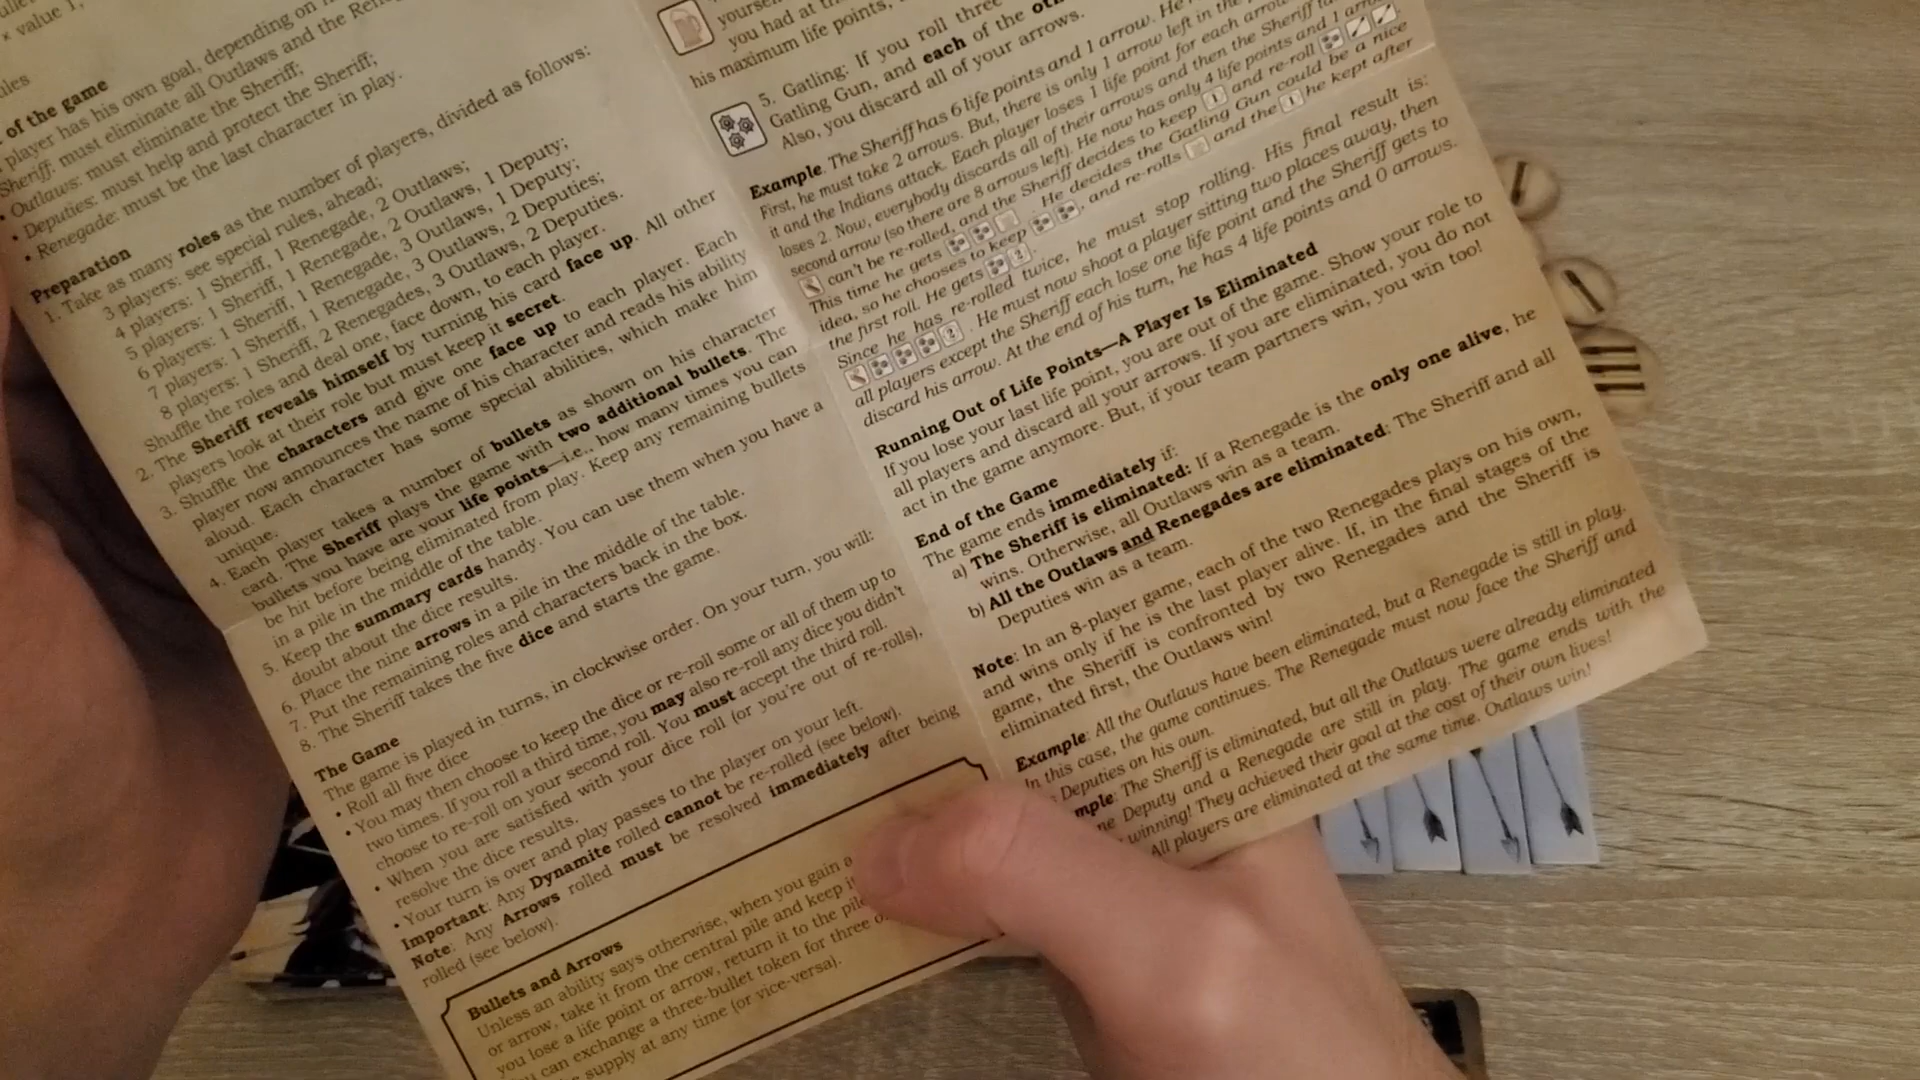 × value 1,
of the game
player has his own goal, depending on
Sheriff: must eliminate all Outlaws and the
• Outlaws: must eliminate the Sheriff;
• Deputies: must help and protect the Sheriff;
• Renegade: must be the last character in play.
Preparation
1. Take as many roles as the number of players, divided as follows:
3 players: see special rules, ahead;
4 players: 1 Sheriff, 1 Renegade, 2 Outlaws;
5 players: 1 Sheriff, 1 Renegade, 2 Outlaws, 1 Deputy;
6 players: 1 Sheriff, 1 Renegade, 3 Outlaws, 1 Deputy;
7 players: 1 Sheriff, 1 Renegade, 3 Outlaws, 2 Deputies;
8 players: 1 Sheriff, 2 Renegades, 3 Outlaws, 2 Deputies.
Shuffle the roles and deal one, face down, to each player.
2. The Sheriff reveals himself by turning his card face up. All other
players look at their role but must keep it secret.
3. Shuffle the characters and give one face up to each player. Each
player now announces the name of his character and reads his ability
aloud. Each character has some special abilities, which make him
unique.
4. Each player takes a number of bullets as shown on his character
card. The Sheriff plays the game with two additional bullets. The
bullets you have are your life points—i.e., how many times you can
be hit before being eliminated from play. Keep any remaining bullets
in a pile in the middle of the table.
5. Keep the summary cards handy. You can use them when you have a
doubt about the dice results.
6. Place the nine arrows in a pile in the middle of the table.
7. Put the remaining roles and characters back in the box.
8. The Sheriff takes the five dice and starts the game.
The Game
The game is played in turns, in clockwise order. On your turn, you will:
• Roll all five dice
• You may then choose to keep the dice or re-roll some or all of them up to
two times. If you roll a third time, you may also re-roll any dice you didn't
choose to re-roll on your second roll. You must accept the third roll.
• When you are satisfied with your dice roll (or you're out of re-rolls),
resolve the dice results.
• Your turn is over and play passes to the player on your left.
Important: Any Dynamite rolled cannot be re-rolled (see below).
Note: Any Arrows rolled must be resolved immediately after being
rolled (see below).
Bullets and Arrows
Unless an ability says otherwise, when you gain a
or arrow, take it from the central pile and keep
you lose a life point or arrow, return it to the pile
can exchange a three-bullet token for three
supply at any time (or vice-versa).
you had at
his maximum life points,
5. Gatling: If you roll three
Gatling Gun, and each of the
Also, you discard all of your arrows.
Example. The Sheriff has 6 life points and 1 arrow. He
First, he must take 2 arrows. But, there is only 1 arrow left in the
it and the Indians attack. Each player loses 1 life point for each arrow
loses 2. Now, everybody discards all of their arrows and then the Sheriff
second arrow (so there are 8 arrows left). He now has only 4 life points and 1
can't be re-rolled, and the Sheriff decides to keep 1 and re-roll
This time he gets . He decides the Gatling Gun could be a nice
idea, so he chooses to keep , and re-rolls and the 1 he kept after
the first roll. He gets 2.
Since he has re-rolled twice, he must stop rolling. His final result is:
2. He must now shoot a player sitting two places away, then
all players except the Sheriff each lose one life point and the Sheriff gets to
discard his arrow. At the end of his turn, he has 4 life points and 0 arrows.
Running Out of Life Points—A Player Is Eliminated
If you lose your last life point, you are out of the game. Show your role to
all players and discard all your arrows. If you are eliminated, you do not
act in the game anymore. But, if your team partners win, you win too!
End of the Game
The game ends immediately if:
a) The Sheriff is eliminated: If a Renegade is the only one alive, he
wins. Otherwise, all Outlaws win as a team.
b) All the Outlaws and Renegades are eliminated: The Sheriff and all
Deputies win as a team.
Note: In an 8-player game, each of the two Renegades plays on his own,
and wins only if he is the last player alive. If, in the final stages of the
game, the Sheriff is confronted by two Renegades and the Sheriff is
eliminated first, the Outlaws win!
Example: All the Outlaws have been eliminated, but a Renegade is still in play.
In this case, the game continues. The Renegade must now face the Sheriff and
Deputies on his own.
The Sheriff is eliminated, but all the Outlaws were already eliminated
Deputy and a Renegade are still in play. The game ends with the
winning! They achieved their goal at the cost of their own lives!
All players are eliminated at the same time. Outlaws win!